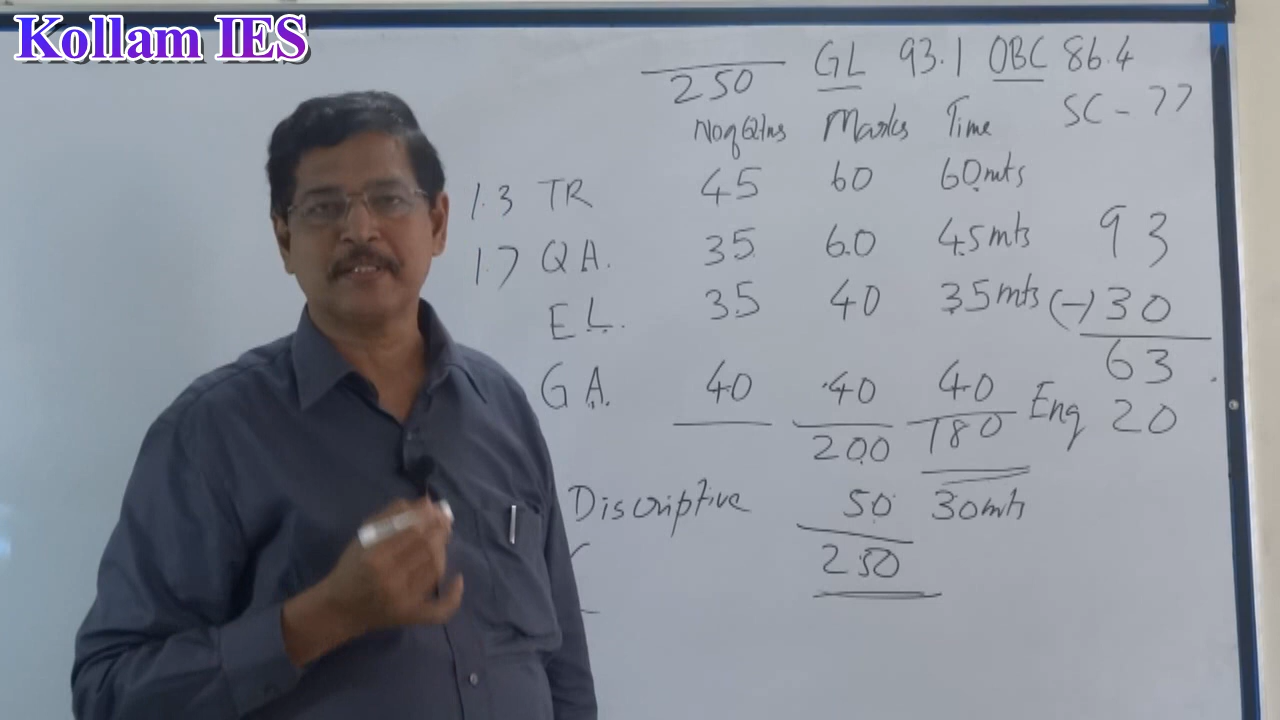 Kollam IES
250 GL 93.1 OBC 86.4
SC - 77
Noq Qtns Marks Time
1.3 TR 45 60 60mts
1.7 QA. 35 60 45mts 93
EL. 35 40 35mts (-)30
63
GA. 40 40 40 Eng 20
200 180
Discriptive 50 30mts
250